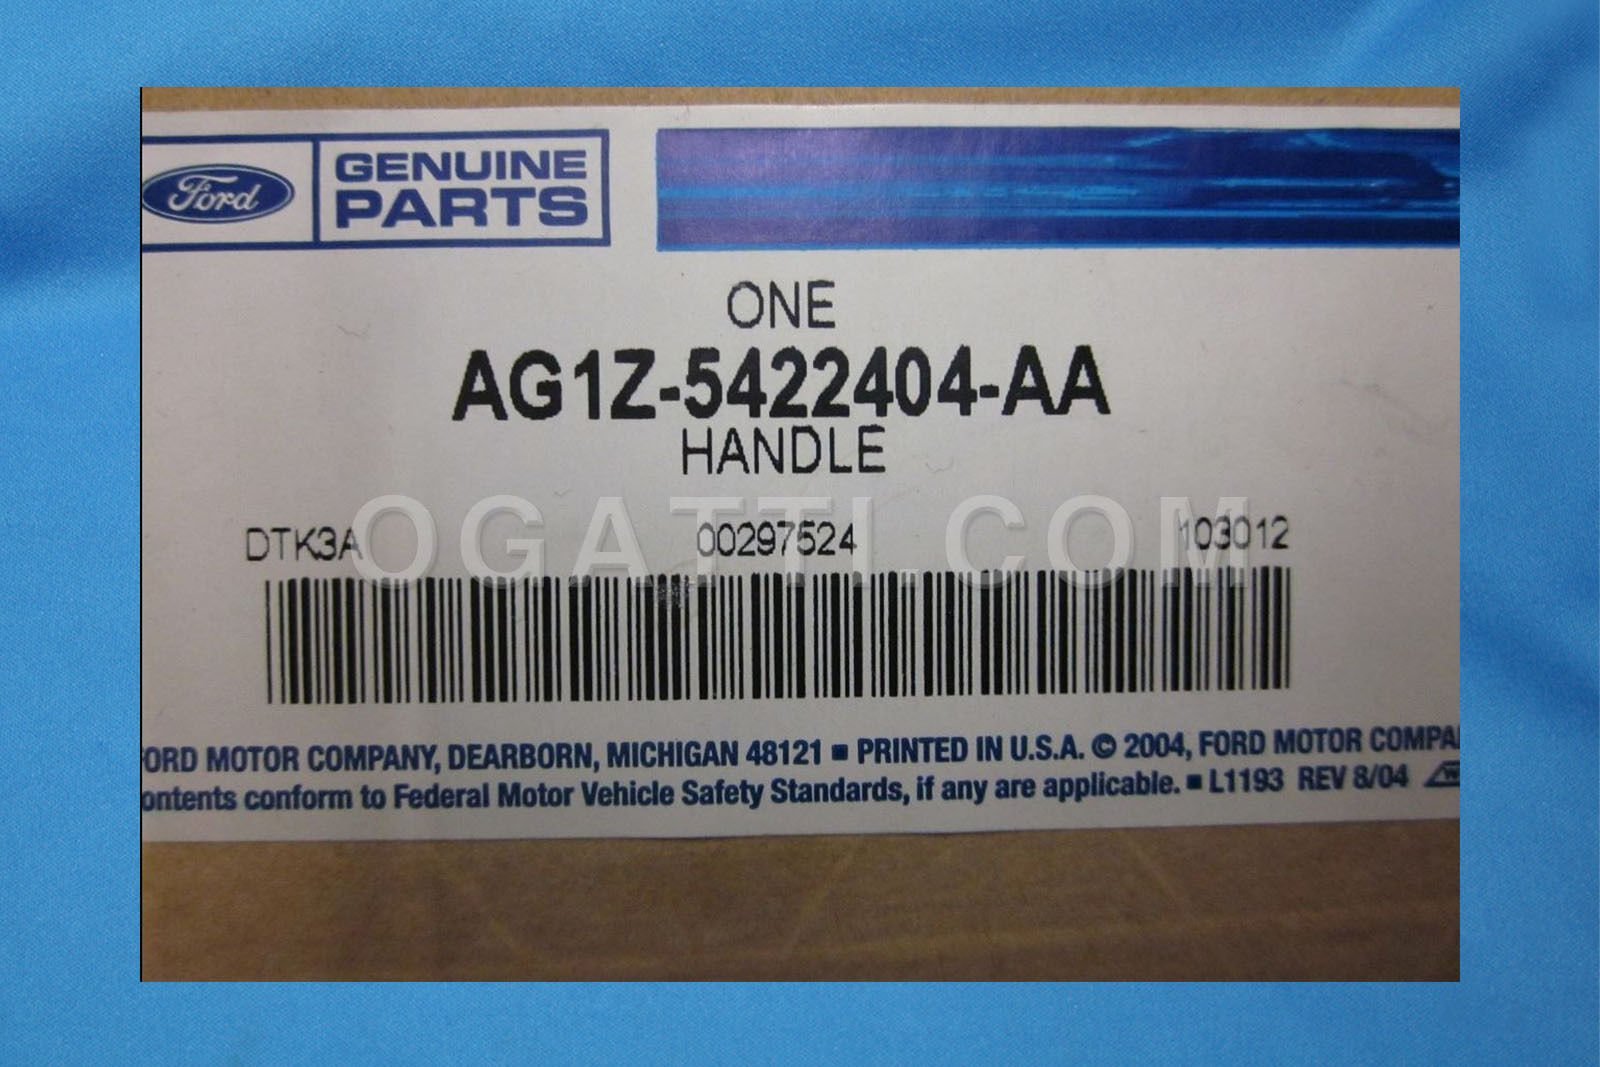 Ford
GENUINE
PARTS
ONE
AG1Z-5422404-AA
HANDLE
OGATTI.COM
DTK3A 00297524 103012
ORD MOTOR COMPANY, DEARBORN, MICHIGAN 48121 ▪ PRINTED IN U.S.A. © 2004, FORD MOTOR COMPA
ontents conform to Federal Motor Vehicle Safety Standards, if any are applicable. ▪ L1193 REV 8/04